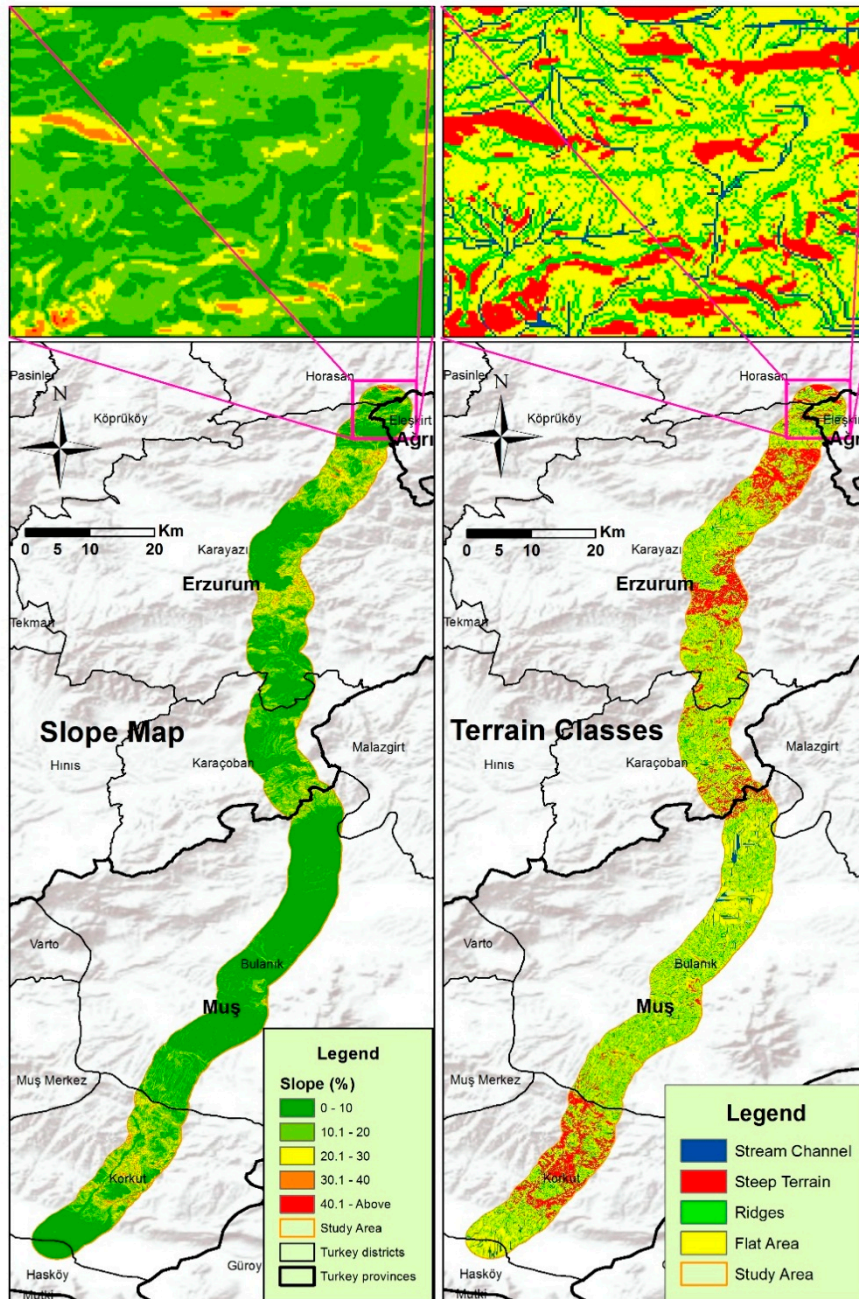 Pasinler
Horasan
N
Köprüköy
Eleşkirt
Ağrı
Km
0 5 10 20
Karayazı
Erzurum
Tekman
Slope Map
Malazgirt
Hınıs
Karaçoban
Varto
Bulanık
Muş
Muş Merkez
Korkut
Hasköy
Mutki
Güroy
Legend
Slope (%)
0 - 10
10.1 - 20
20.1 - 30
30.1 - 40
40.1 - Above
Study Area
Turkey districts
Turkey provinces
Pasinler
Horasan
N
Köprüköy
Eleşkirt
Ağrı
Km
0 5 10 20
Karayazı
Erzurum
Tekman
Terrain Classes
Malazgirt
Hınıs
Karaçoban
Varto
Bulanık
Muş
Muş Merkez
Korkut
Hasköy
Mutki
Legend
Stream Channel
Steep Terrain
Ridges
Flat Area
Study Area